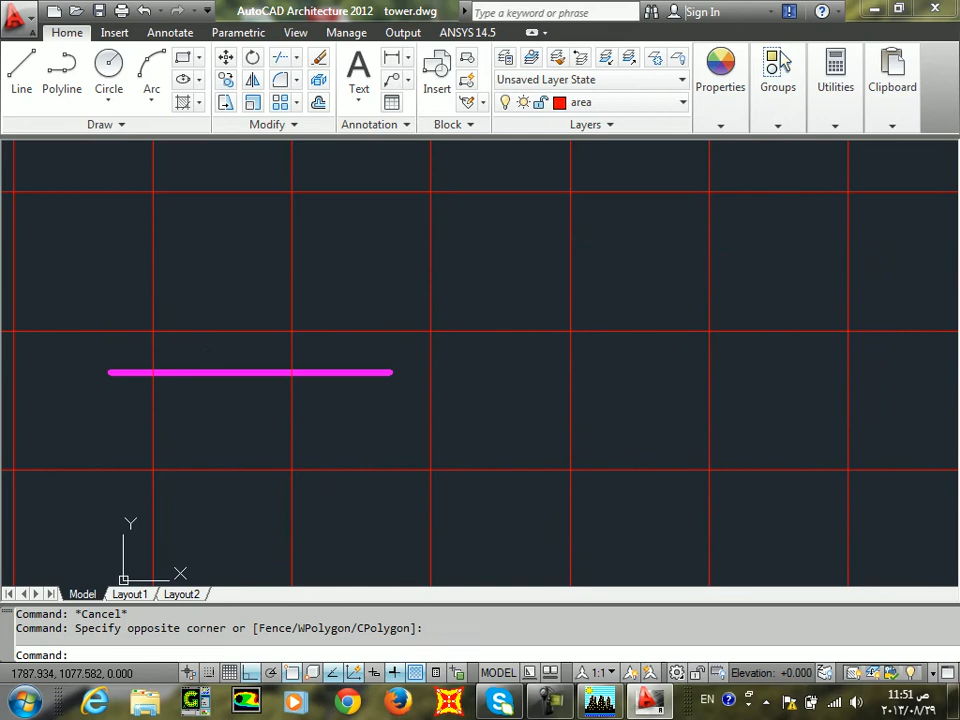 AutoCAD Architecture 2012 tower.dwg
Type a keyword or phrase
Sign In
Home Insert Annotate Parametric View Manage Output ANSYS 14.5
Line Polyline Circle Arc
Text
Insert
Unsaved Layer State
area
Properties Groups Utilities Clipboard
Draw Modify Annotation Block Layers
Y
X
Model Layout1 Layout2
Command: *Cancel*
Command: Specify opposite corner or [Fence/WPolygon/CPolygon]:
Command:
1787.934, 1077.582, 0.000
MODEL
1:1
Elevation: +0.000
EN
11:51 ص
٢٠١٣/٠٨/٢٩